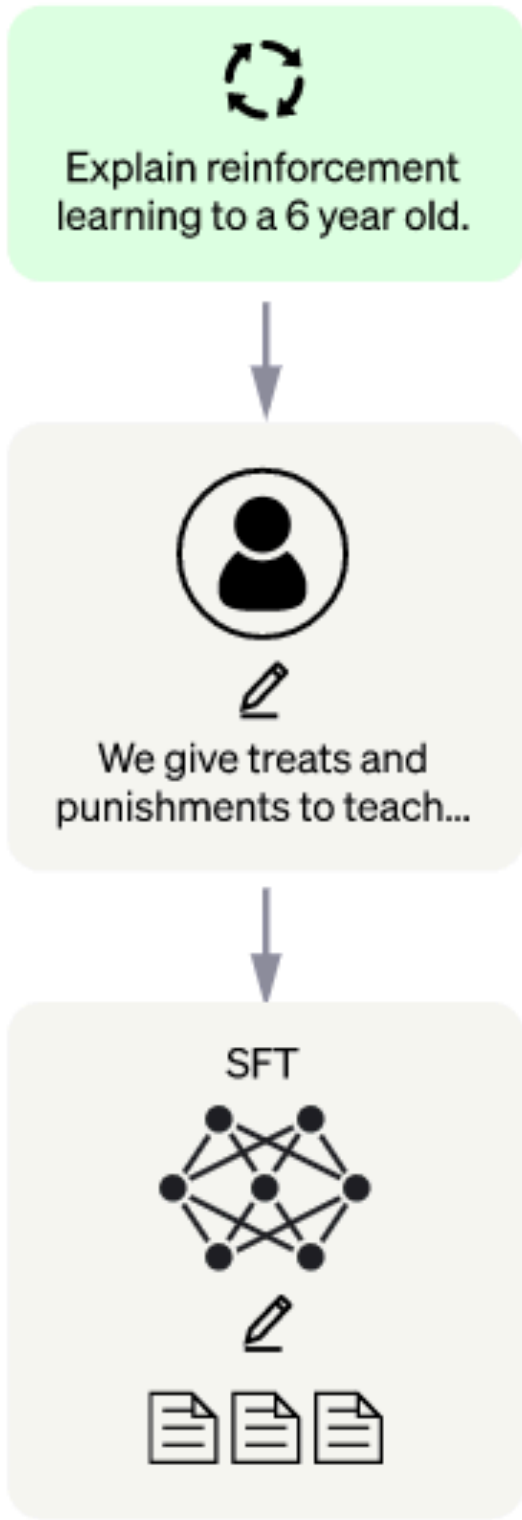 Explain reinforcement
learning to a 6 year old.
We give treats and
punishments to teach...
SFT